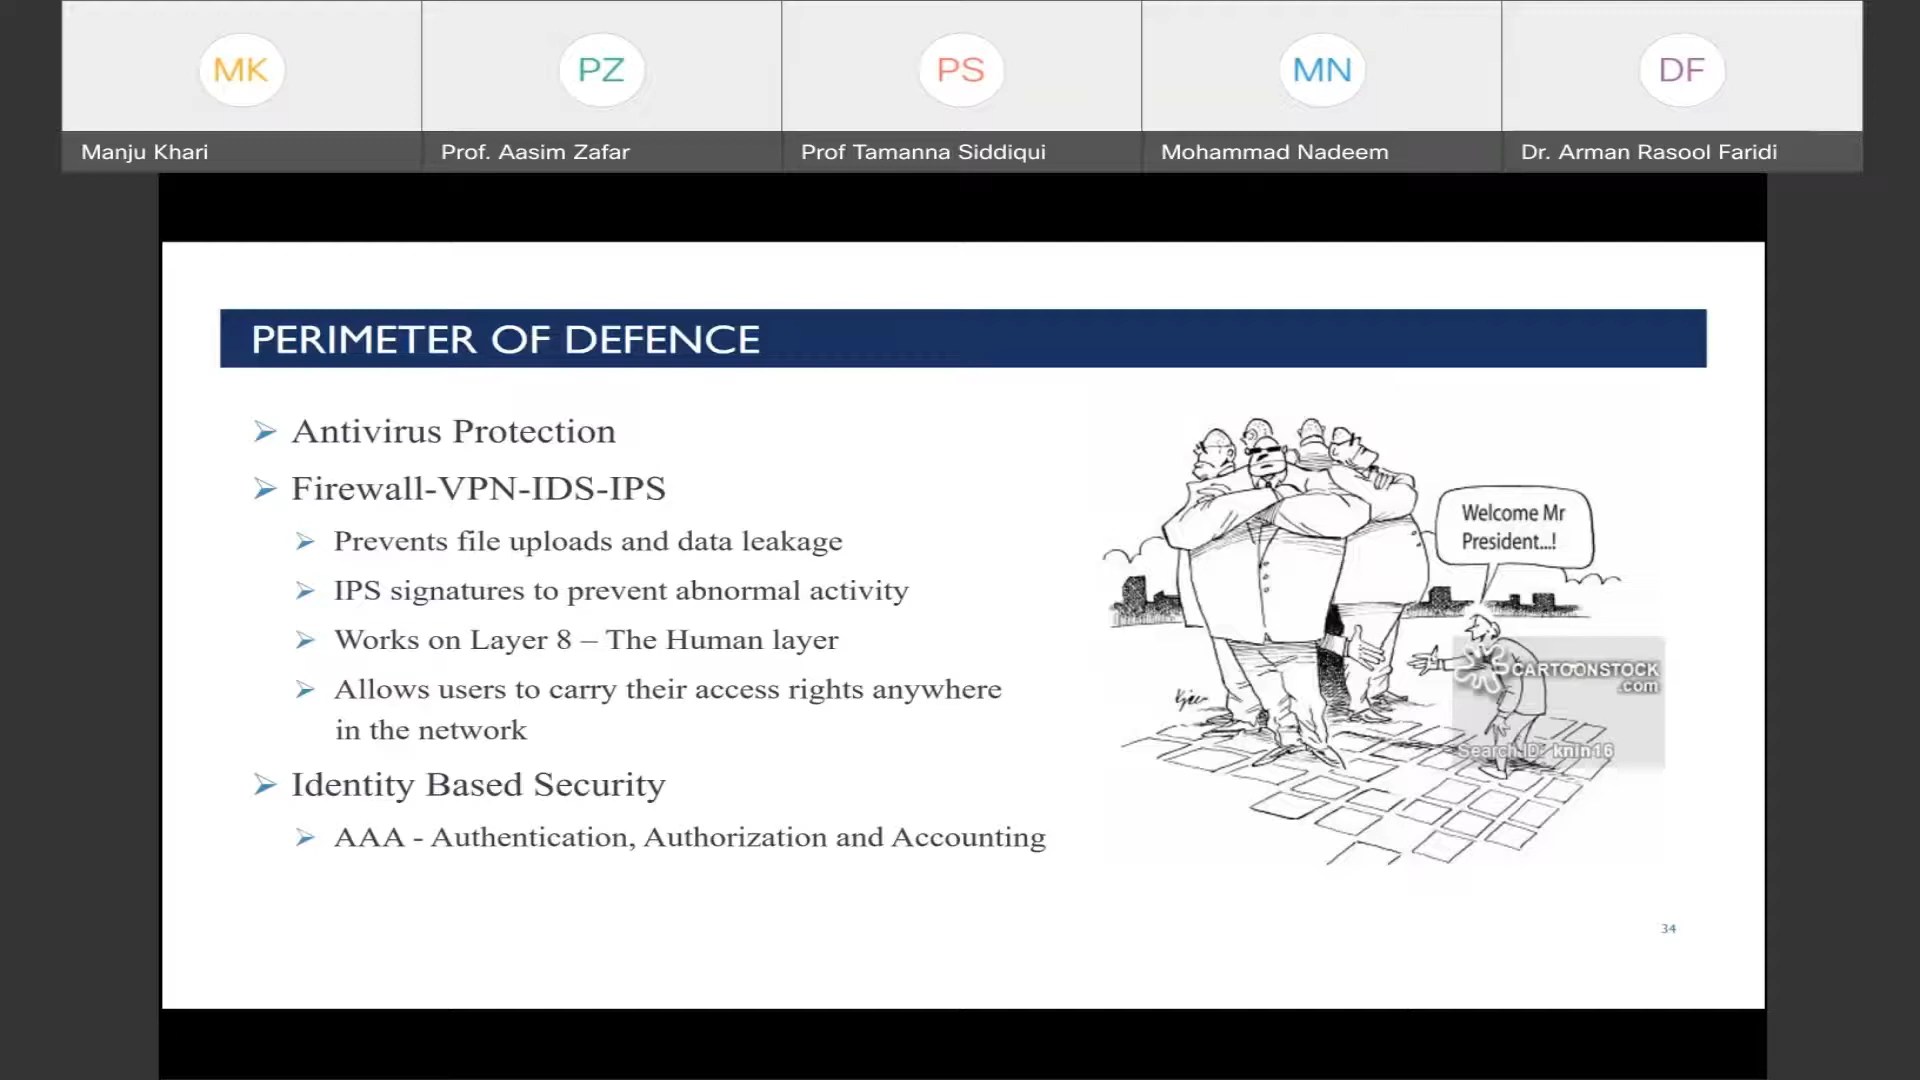 MK
PZ
PS
MN
DF
Manju Khari
Prof. Aasim Zafar
Prof Tamanna Siddiqui
Mohammad Nadeem
Dr. Arman Rasool Faridi
PERIMETER OF DEFENCE
Antivirus Protection
Firewall-VPN-IDS-IPS
Prevents file uploads and data leakage
IPS signatures to prevent abnormal activity
Works on Layer 8 – The Human layer
Allows users to carry their access rights anywhere
in the network
Identity Based Security
AAA - Authentication, Authorization and Accounting
Welcome Mr
President...!
CARTOONSTOCK
.com
Search ID: knin16
34